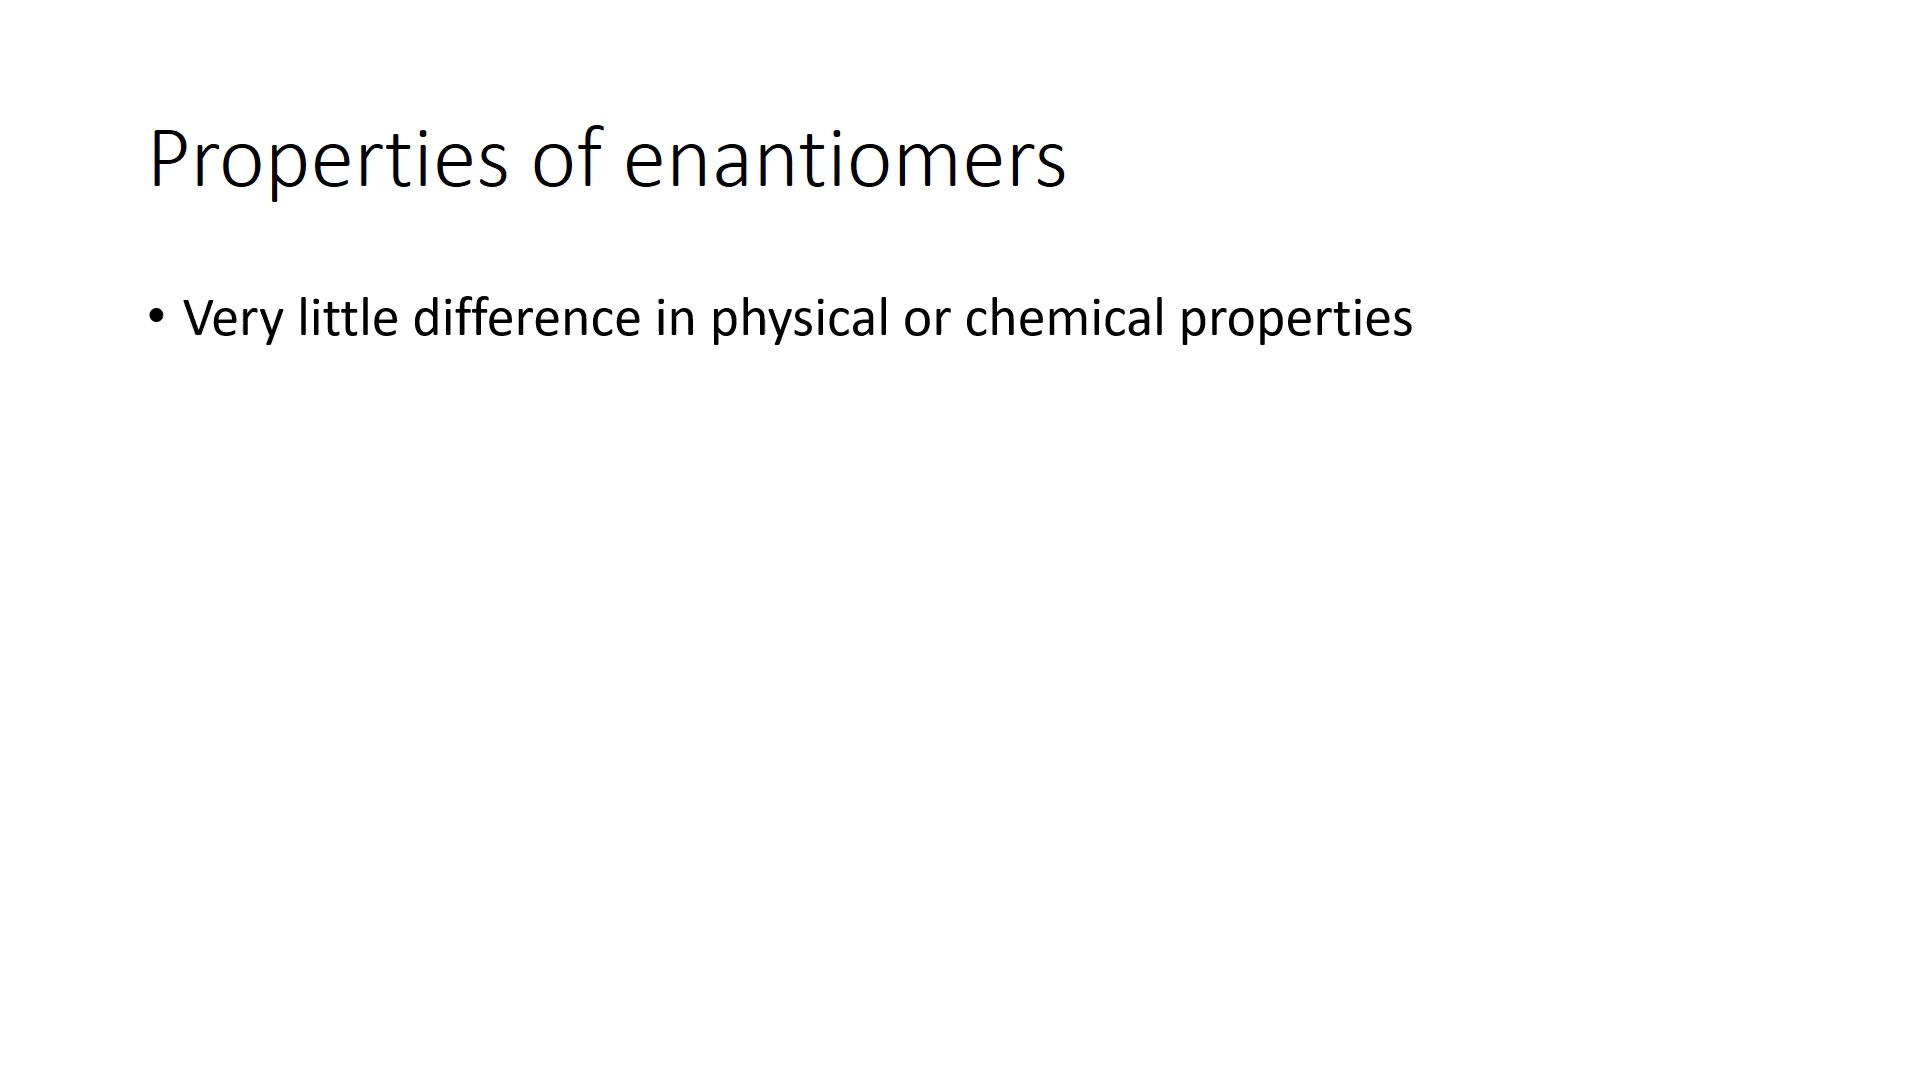 Properties of enantiomers
• Very little difference in physical or chemical properties